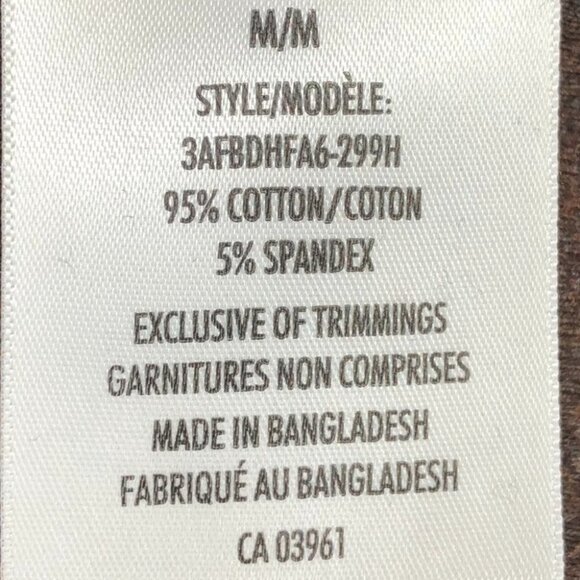 M/M
STYLE/MODÈLE:
3AFBDHFA6-299H
95% COTTON/COTON
5% SPANDEX
EXCLUSIVE OF TRIMMINGS
GARNITURES NON COMPRISES
MADE IN BANGLADESH
FABRIQUÉ AU BANGLADESH
CA 03961